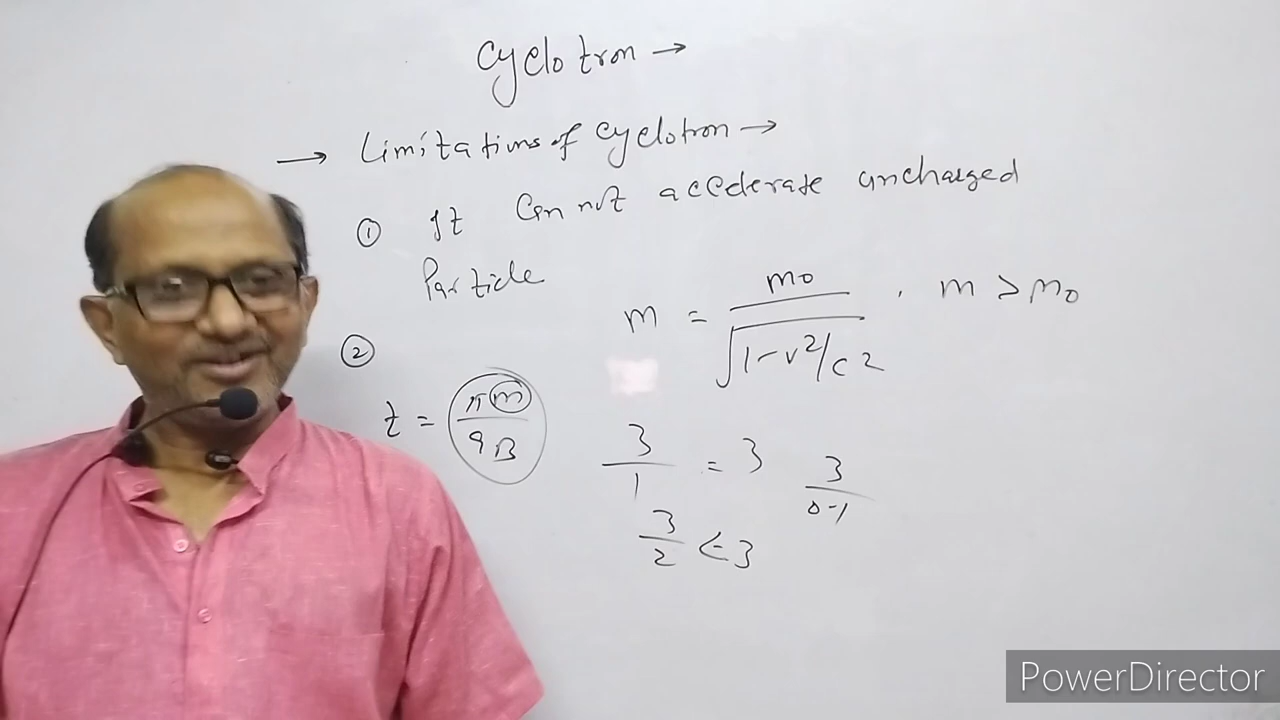 Cyclotron →
→ Limitations of Cyclotron →
① It Can not accelerate uncharged
Particle
m = m0 / √1-v²/c² , m > m0
②
t = πm / qB
3/1 = 3
3/0.1
3/2 <= 3
PowerDirector